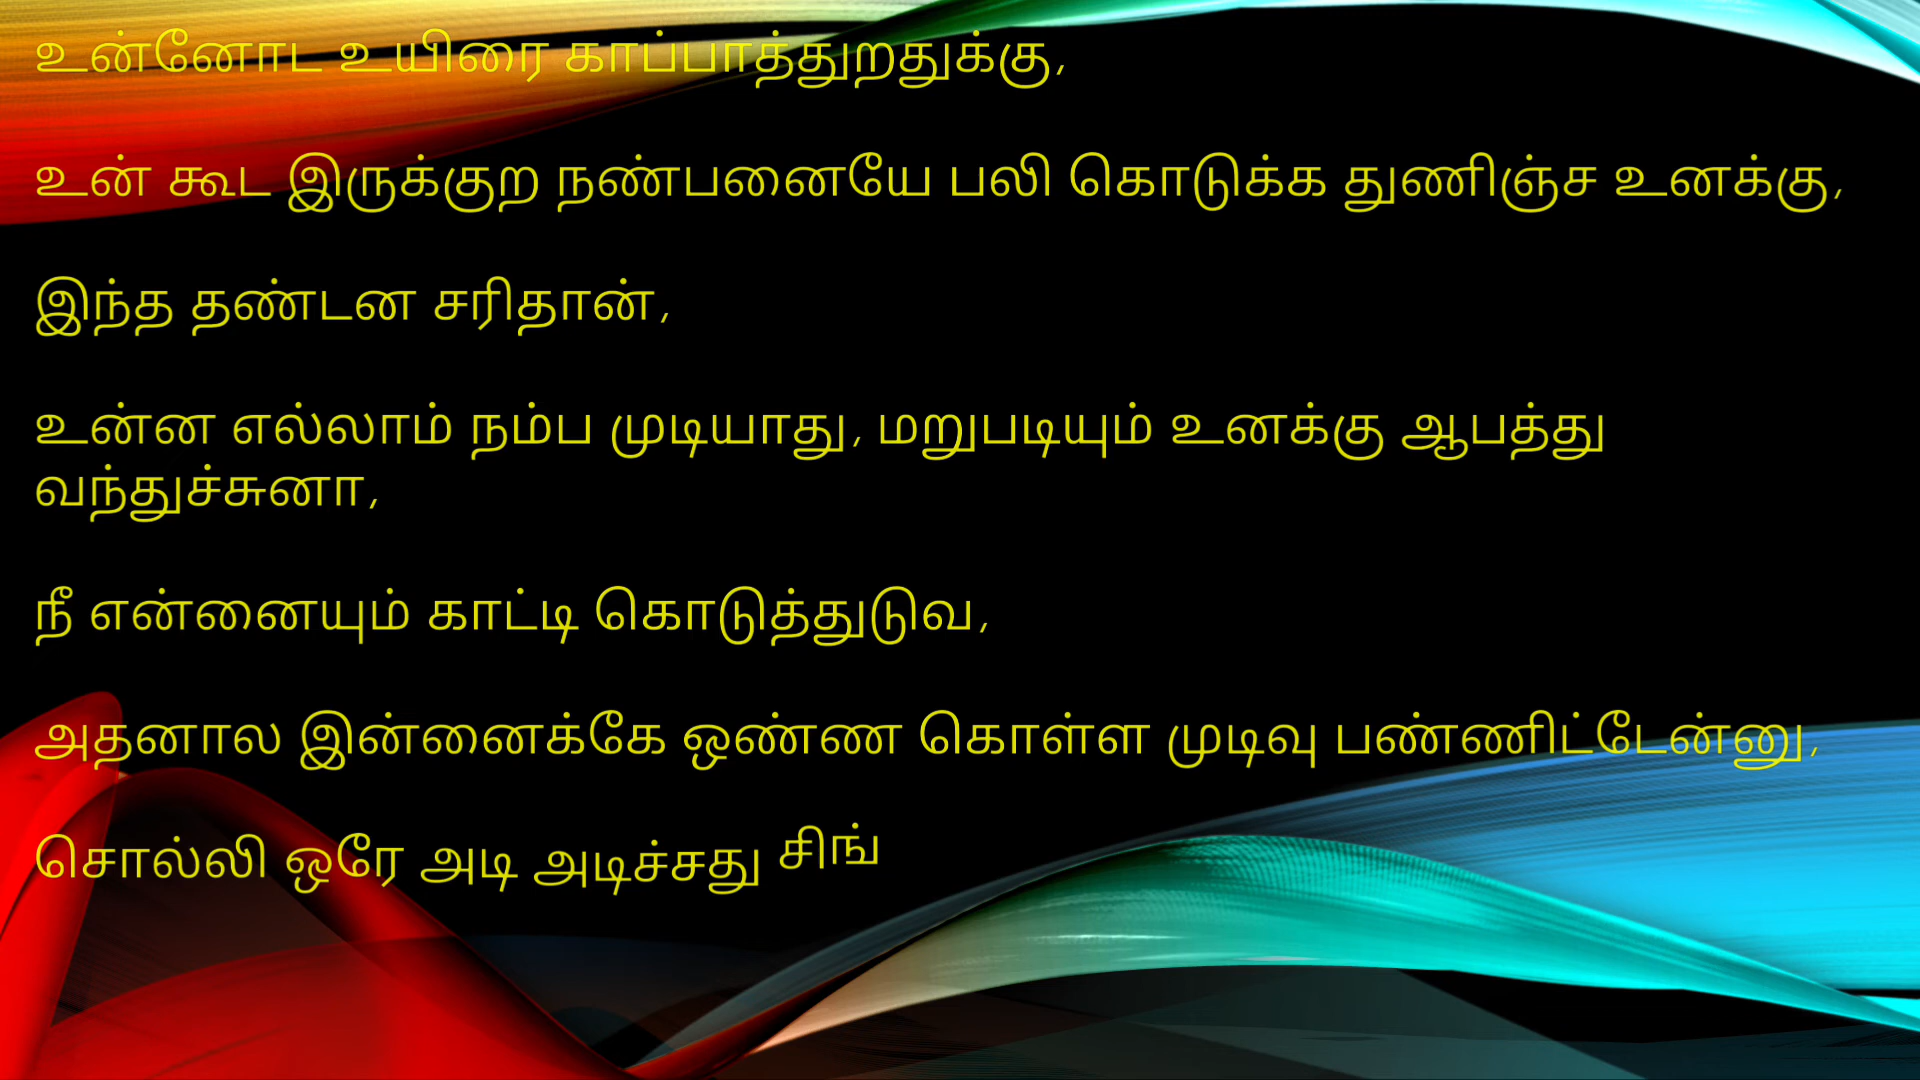 உன்னோட உயிரை காப்பாத்துறதுக்கு,
உன் கூட இருக்குற நண்பனையே பலி கொடுக்க துணிஞ்ச உனக்கு,
இந்த தண்டன சரிதான்,
உன்ன எல்லாம் நம்ப முடியாது, மறுபடியும் உனக்கு ஆபத்து
வந்துச்சுனா,
நீ என்னையும் காட்டி கொடுத்துடுவ,
அதனால இன்னைக்கே ஒண்ண கொள்ள முடிவு பண்ணிட்டேன்னு,
சொல்லி ஒரே அடி அடிச்சது சிங்